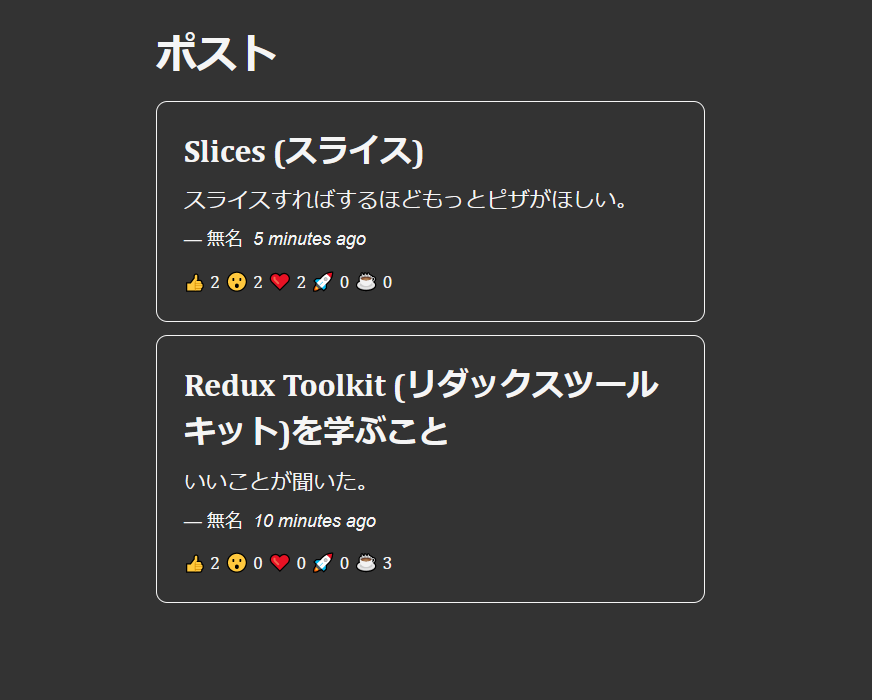 ポスト
Slices (スライス)
スライスすればするほどもっとピザがほしい。
— 無名 5 minutes ago
👍 2 😮 2 ❤️ 2 🚀 0 ☕ 0
Redux Toolkit (リダックスツール
キット)を学ぶこと
いいことが聞いた。
— 無名 10 minutes ago
👍 2 😮 0 ❤️ 0 🚀 0 ☕ 3